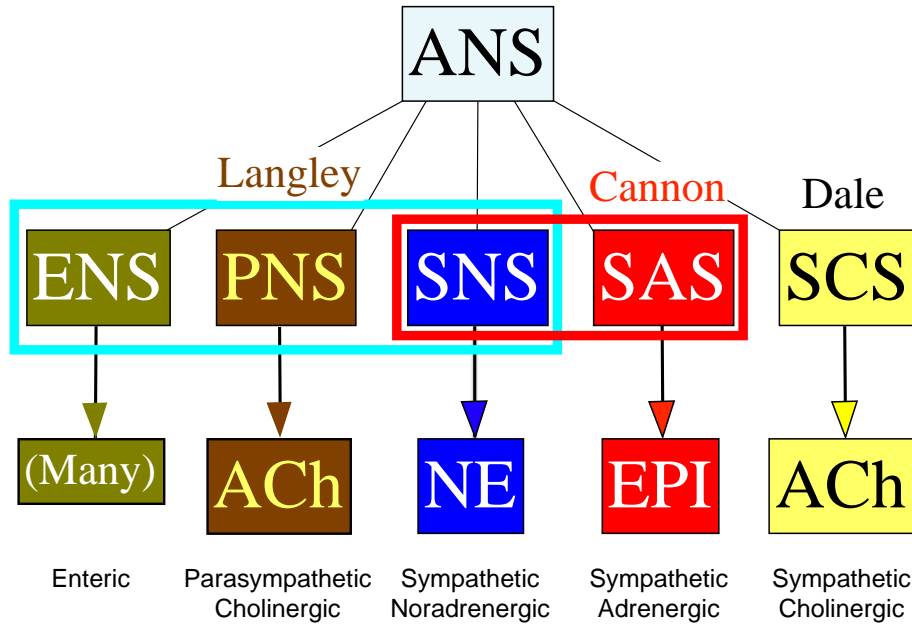 ANS
Langley
Cannon
Dale
ENS
PNS
SNS
SAS
SCS
(Many)
ACh
NE
EPI
ACh
Enteric
Parasympathetic
Cholinergic
Sympathetic
Noradrenergic
Sympathetic
Adrenergic
Sympathetic
Cholinergic